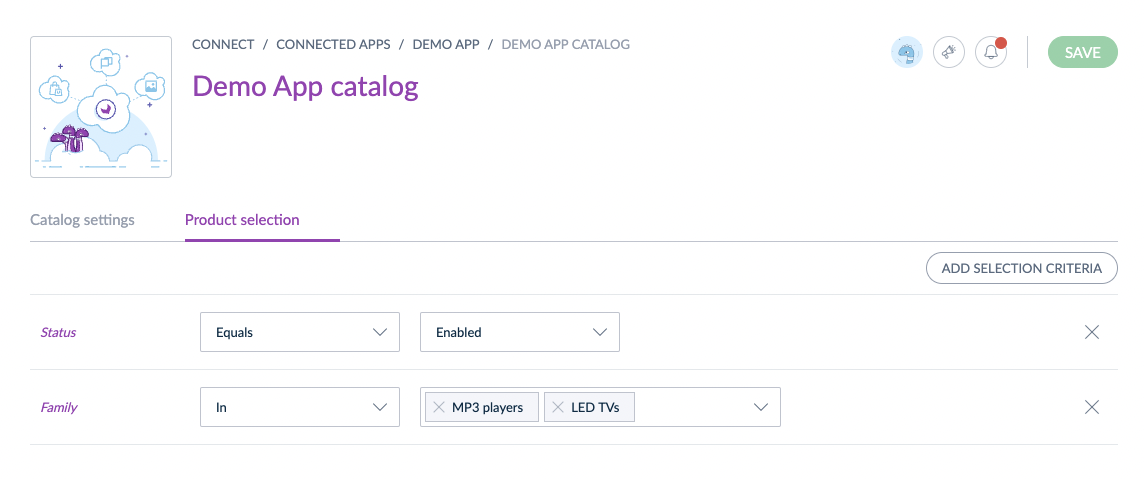 CONNECT / CONNECTED APPS / DEMO APP / DEMO APP CATALOG
SAVE
Demo App catalog
Catalog settings Product selection
ADD SELECTION CRITERIA
Status Equals Enabled
Family In MP3 players LED TVs